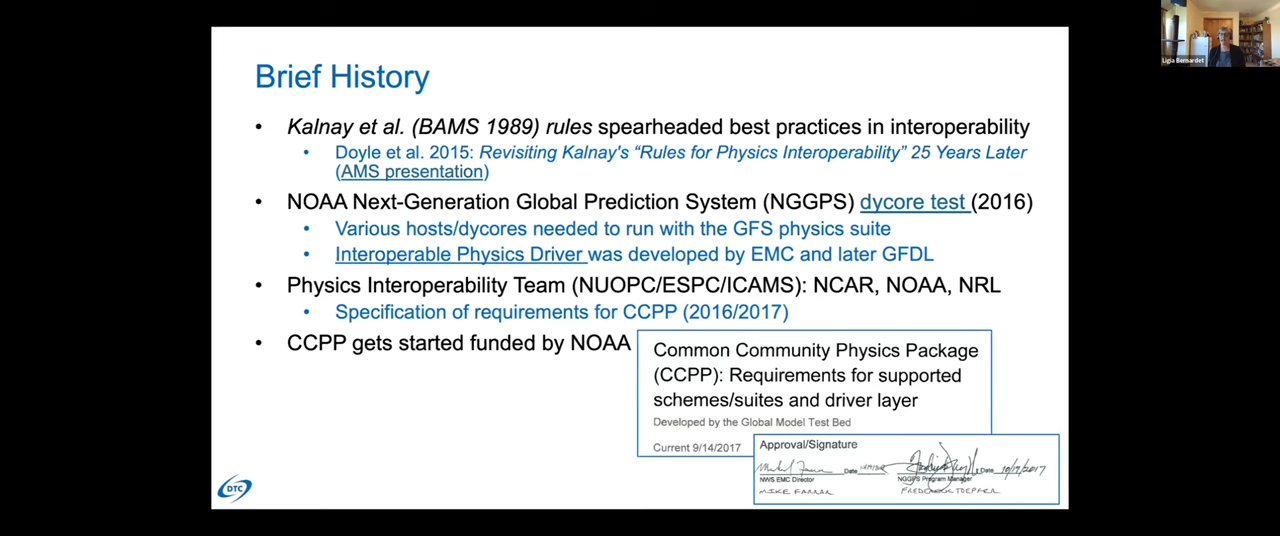 Brief History
• Kalnay et al. (BAMS 1989) rules spearheaded best practices in interoperability
• Doyle et al. 2015: Revisiting Kalnay's “Rules for Physics Interoperability” 25 Years Later
(AMS presentation)
• NOAA Next-Generation Global Prediction System (NGGPS) dycore test (2016)
• Various hosts/dycores needed to run with the GFS physics suite
• Interoperable Physics Driver was developed by EMC and later GFDL
• Physics Interoperability Team (NUOPC/ESPC/ICAMS): NCAR, NOAA, NRL
• Specification of requirements for CCPP (2016/2017)
• CCPP gets started funded by NOAA
Common Community Physics Package
(CCPP): Requirements for supported
schemes/suites and driver layer
Developed by the Global Model Test Bed
Current 9/14/2017
Approval/Signature
Date Date 10/17/2017
NWS EMC Director NGGPS Program Manager
MIKE FARRAR FREDERICK TOEPFER
DTC
Ligia Bernardet